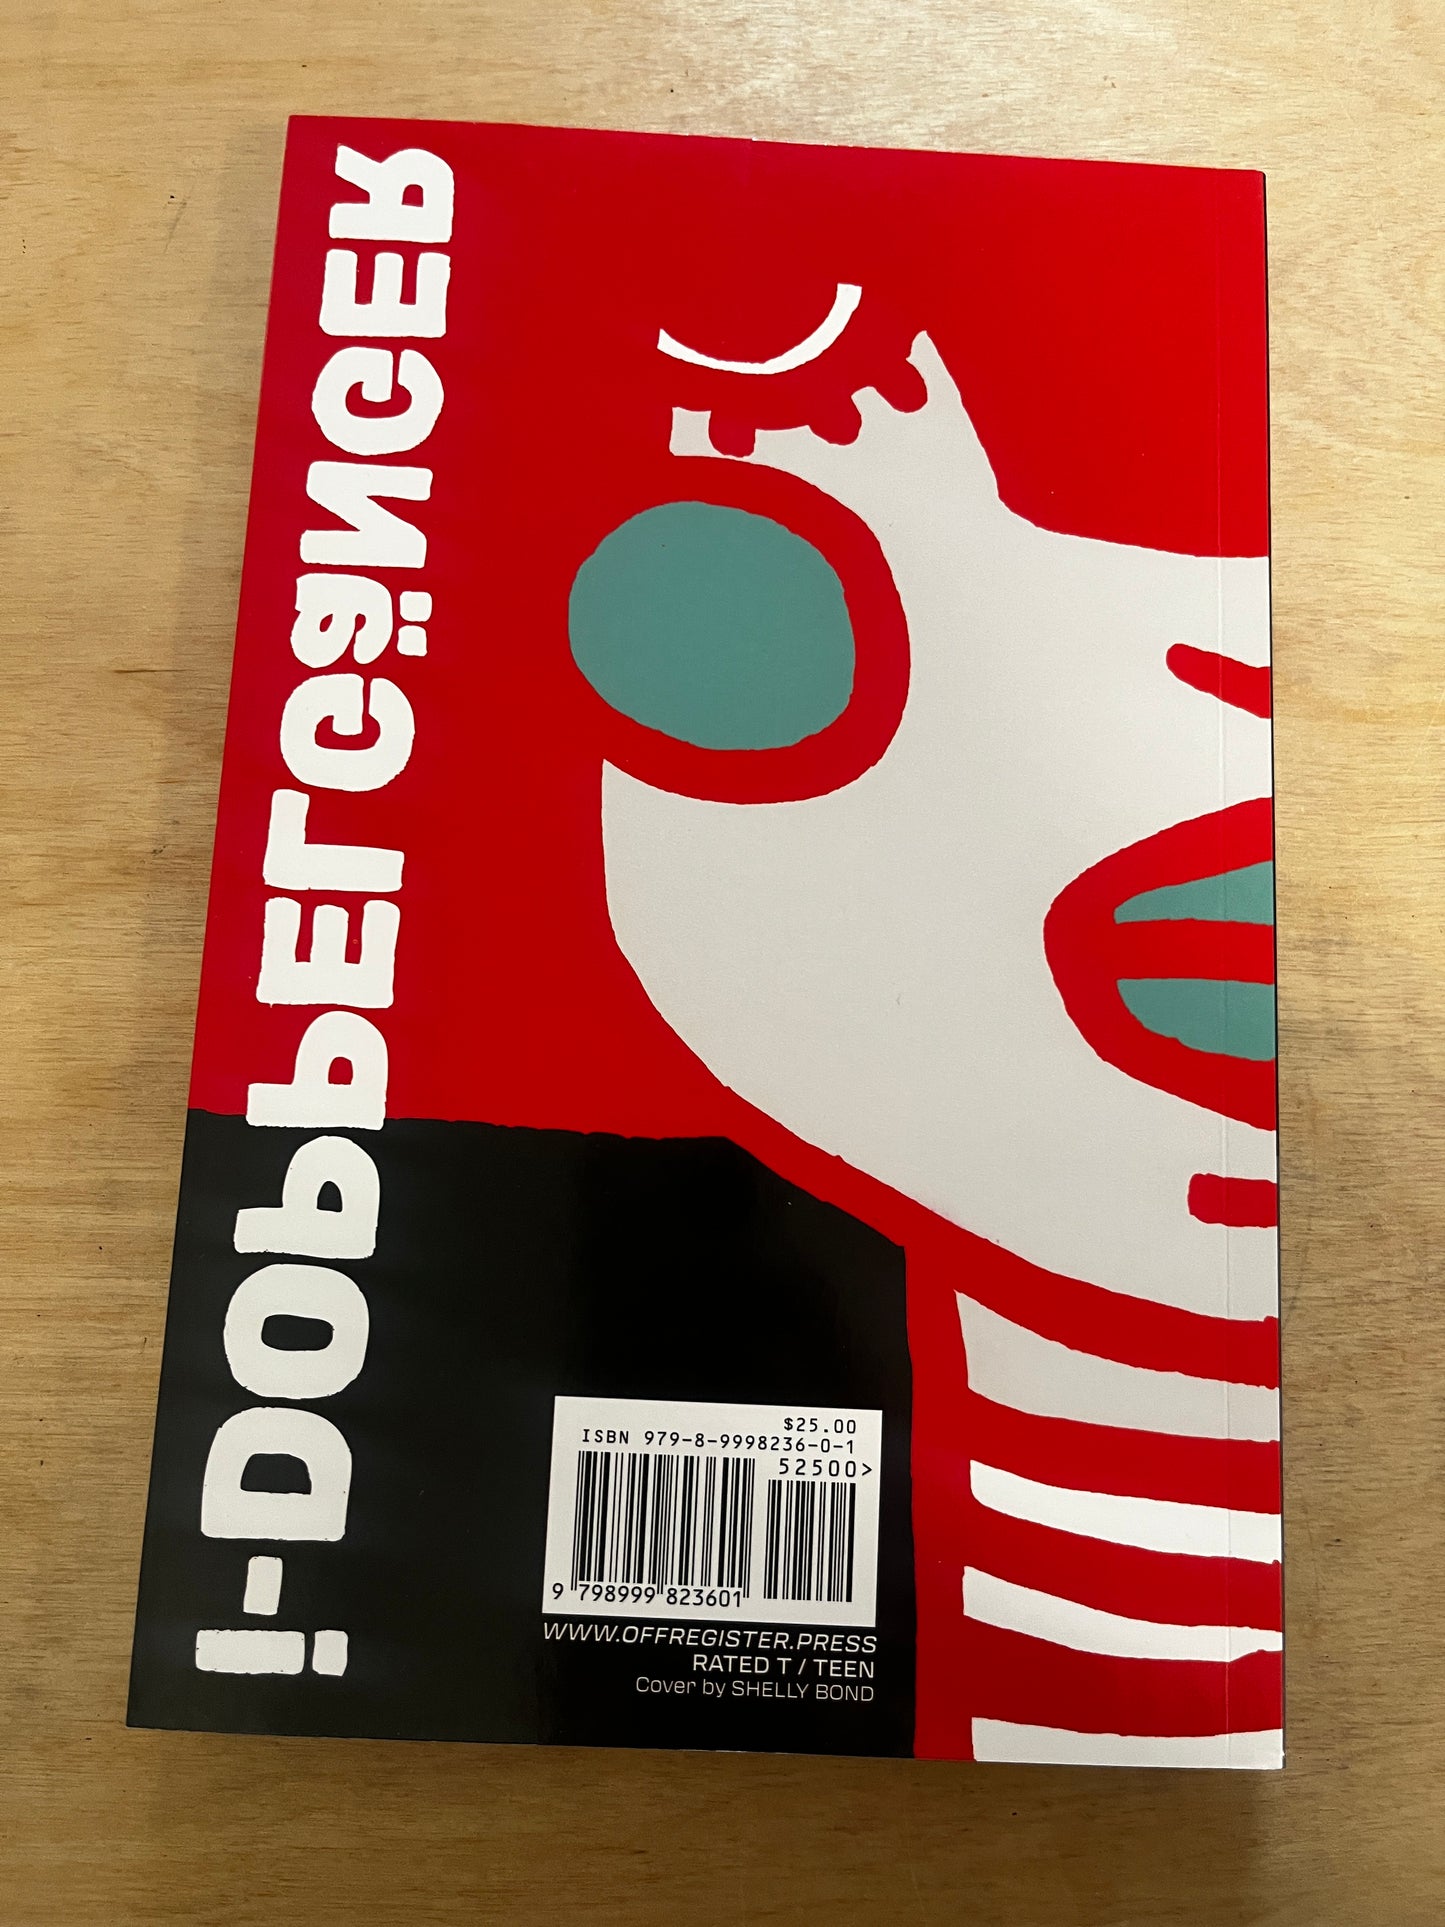 i-DOPPELGäNGER
$25.00
ISBN 979-8-9998236-0-1
52500>
9 798999 823601
WWW.OFFREGISTER.PRESS
RATED T / TEEN
Cover by SHELLY BOND